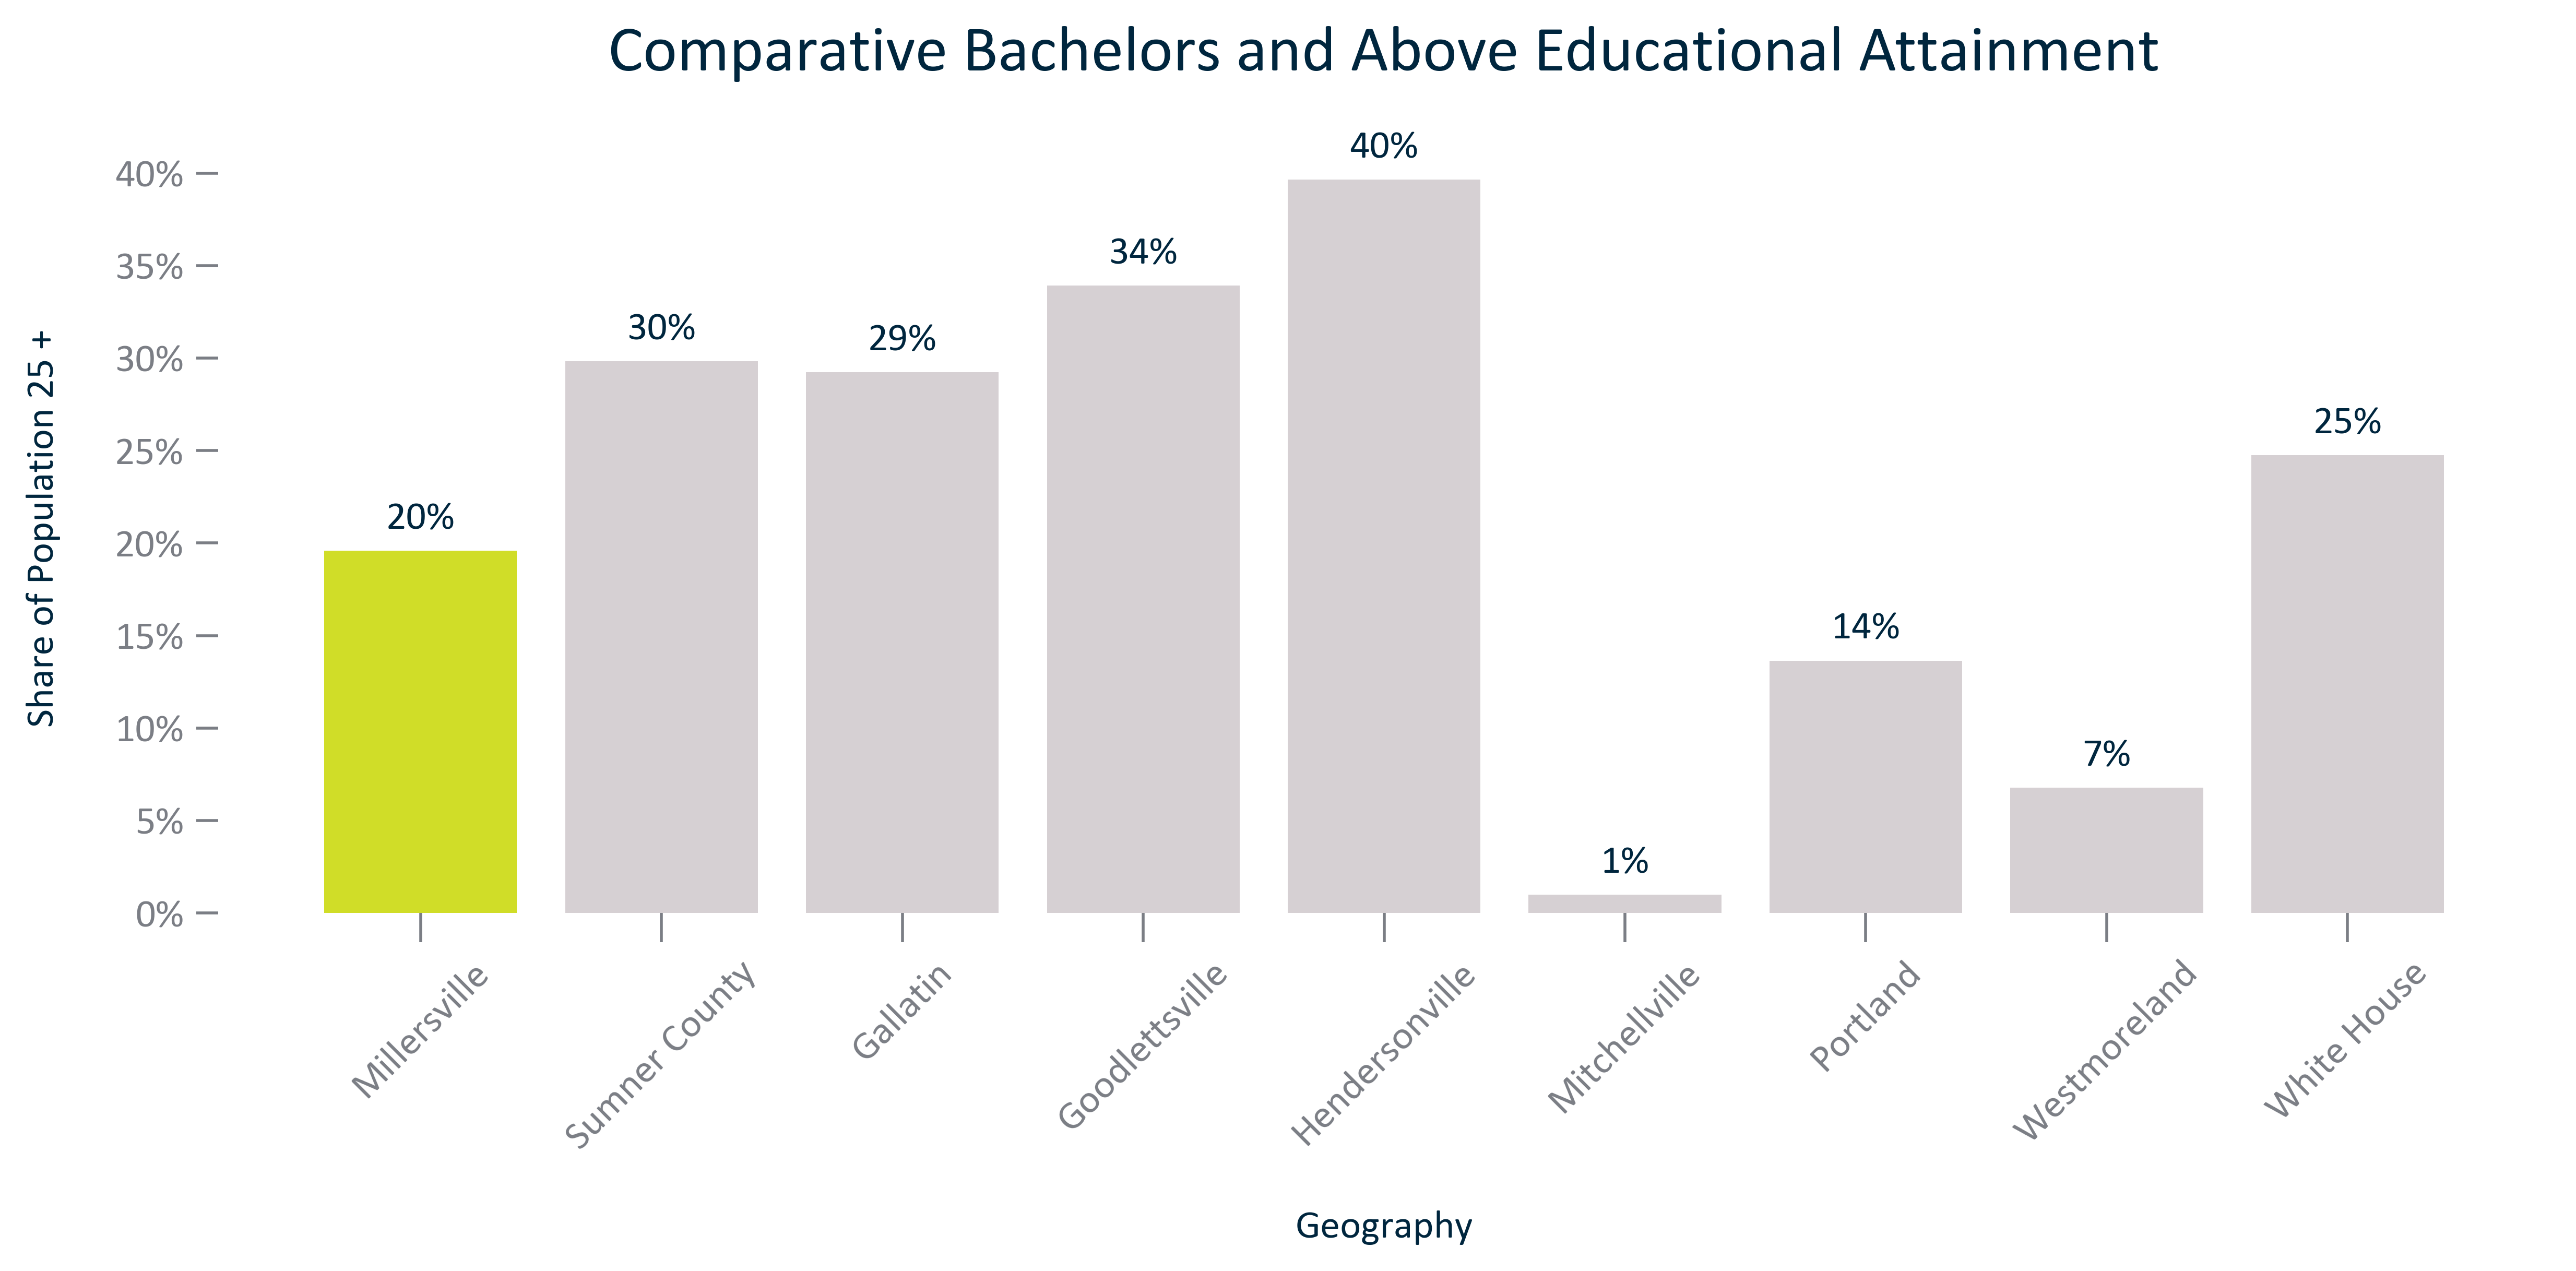 Comparative Bachelors and Above Educational Attainment
Share of Population 25 +
40%
35%
30%
25%
20%
15%
10%
5%
0%
20%
30%
29%
34%
40%
1%
14%
7%
25%
Millersville
Sumner County
Gallatin
Goodlettsville
Hendersonville
Mitchellville
Portland
Westmoreland
White House
Geography